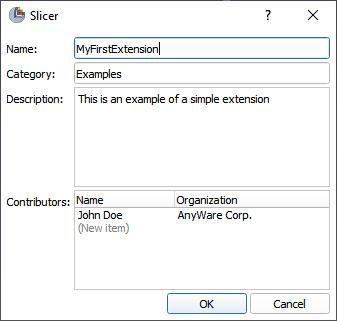 Slicer
?
Name: MyFirstExtension
Category: Examples
Description: This is an example of a simple extension
Contributors: Name Organization
John Doe AnyWare Corp.
(New item)
OK Cancel